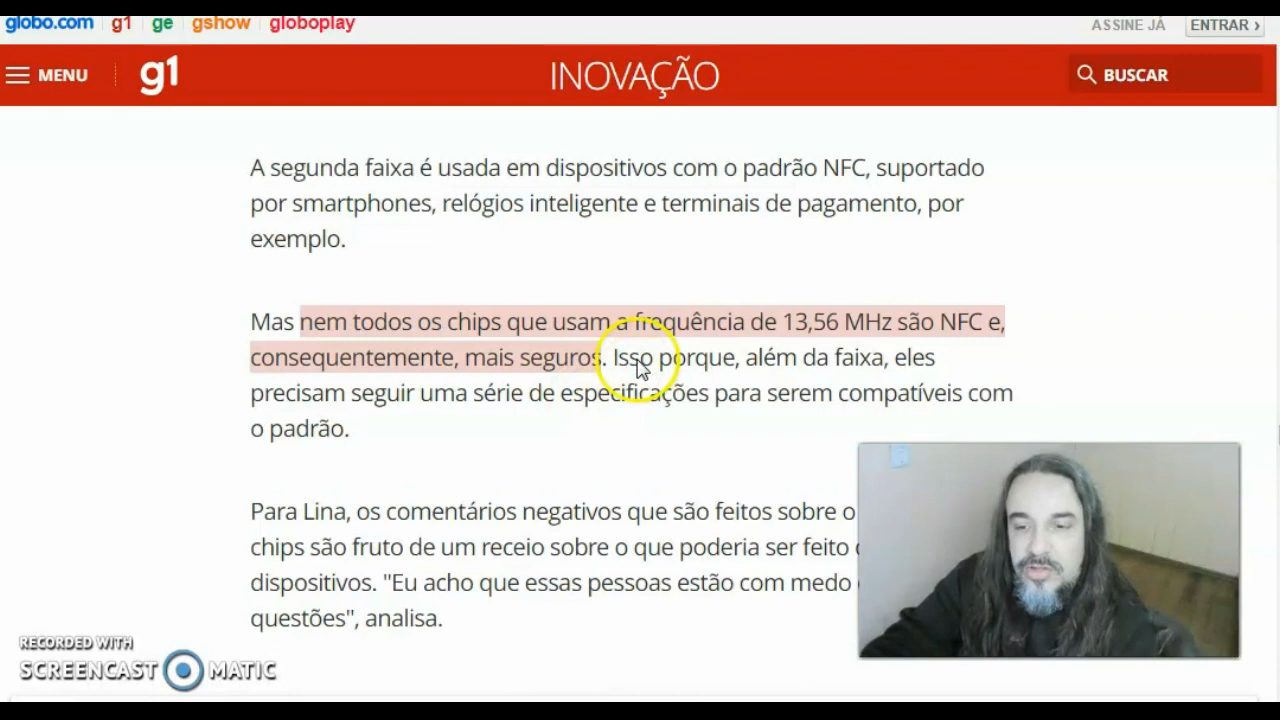 globo.com g1 ge gshow globoplay ASSINE JÁ ENTRAR ›
MENU g1 INOVAÇÃO BUSCAR
A segunda faixa é usada em dispositivos com o padrão NFC, suportado
por smartphones, relógios inteligente e terminais de pagamento, por
exemplo.
Mas nem todos os chips que usam a frequência de 13,56 MHz são NFC e,
consequentemente, mais seguros. Isso porque, além da faixa, eles
precisam seguir uma série de especificações para serem compatíveis com
o padrão.
Para Lina, os comentários negativos que são feitos sobre o
chips são fruto de um receio sobre o que poderia ser feito
dispositivos. "Eu acho que essas pessoas estão com medo
questões", analisa.
RECORDED WITH
SCREENCAST MATIC